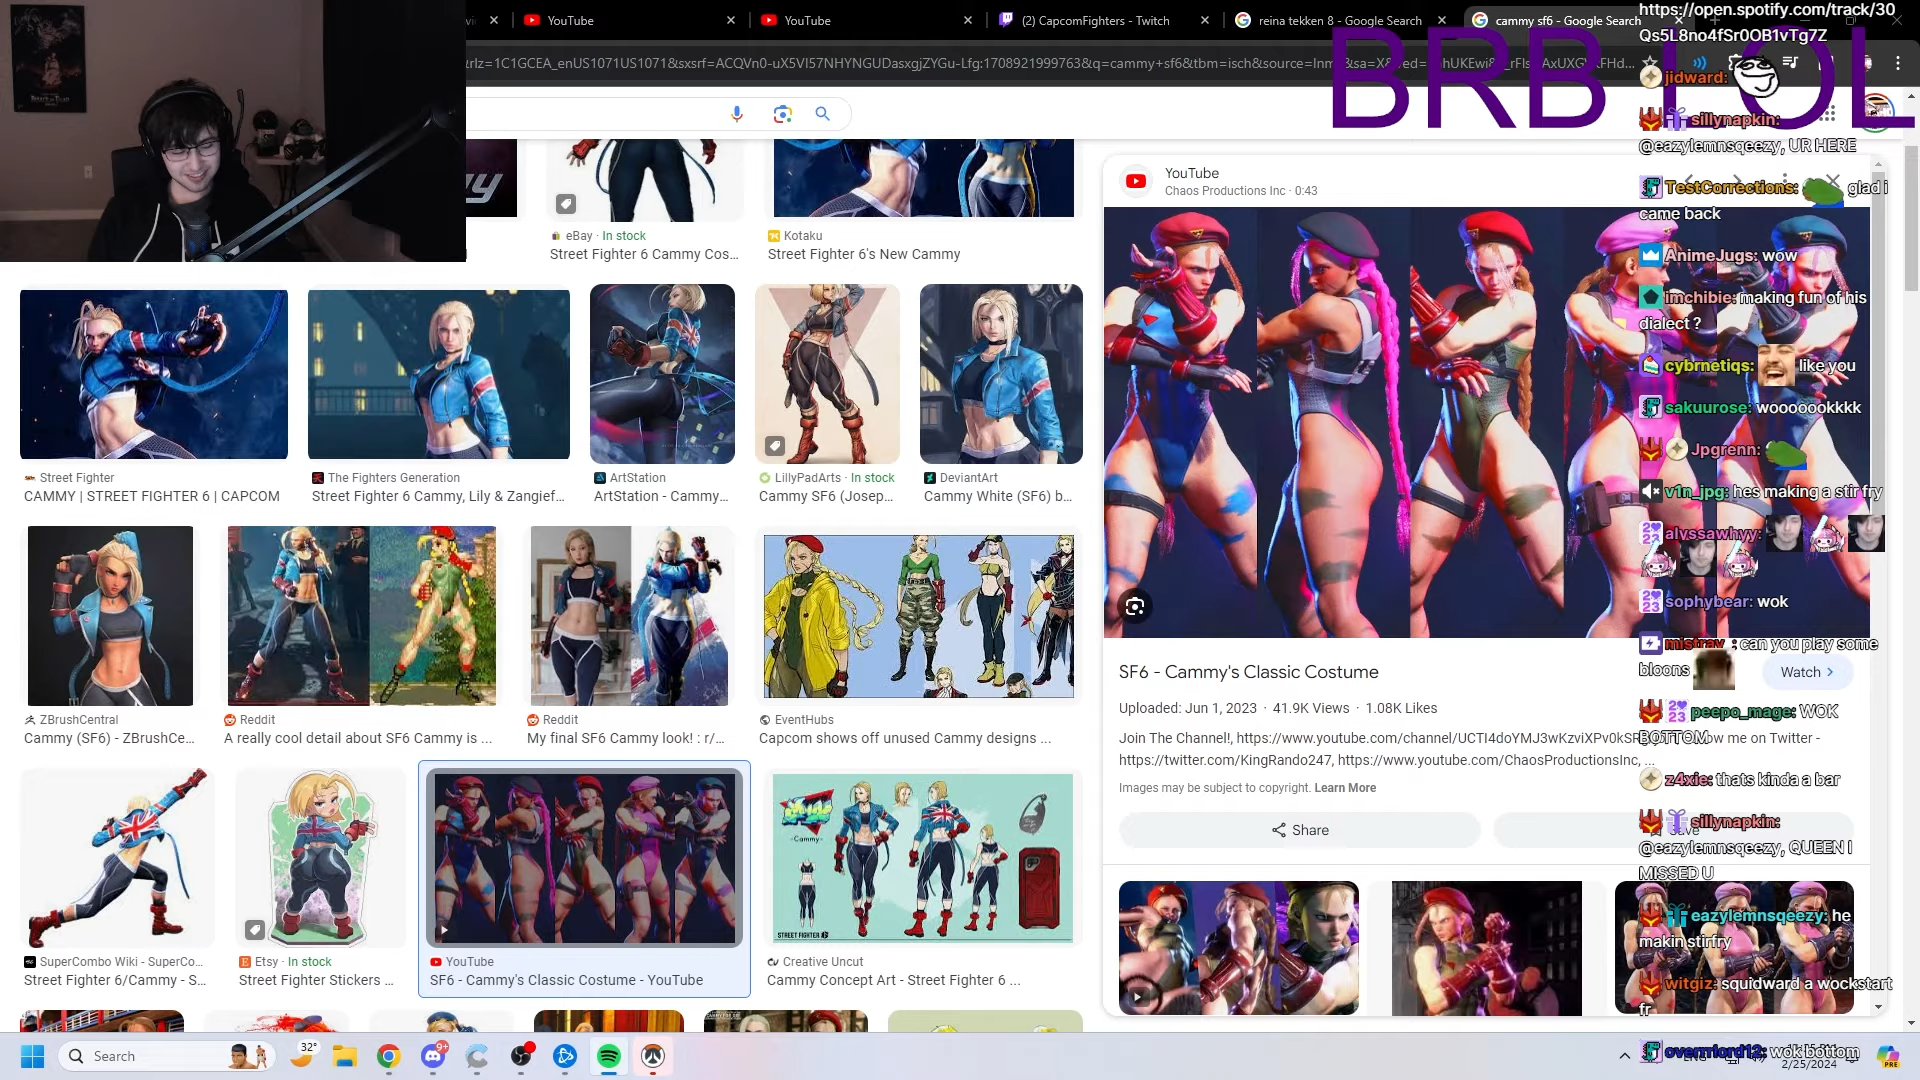 YouTube
YouTube
(2) CapcomFighters - Twitch
reina tekken 8 - Google Search
cammy sf6 - Google Search
https://open.spotify.com/track/30
Qs5L8no4fSr0OB1vTg7Z
BRB LOL
jidward:
sillynapkin:
@eazylemnsqeezy, UR HERE
TestCorrections: glad i
came back
AnimeJugs: wow
imchibie: making fun of his
dialect ?
cybrnetiqs: like you
sakuurose: woooookkkk
Jpgrenn:
v1n_jpg: hes making a stir fry
alyssawhyy:
sophybear: wok
mistrav_: can you play some
bloons
peepo_mage: WOK
BOTTOM
z4xie: thats kinda a bar
sillynapkin:
@eazylemnsqeezy, QUEEN I
MISSED U
eazylemnsqeezy: he
makin stirfry
witgiz: squidward a wockstart
fr
overrriord12: wok bottom
eBay · In stock
Street Fighter 6 Cammy Cos...
Kotaku
Street Fighter 6's New Cammy
Street Fighter
CAMMY | STREET FIGHTER 6 | CAPCOM
The Fighters Generation
Street Fighter 6 Cammy, Lily & Zangief...
ArtStation
ArtStation - Cammy...
LillyPadArts · In stock
Cammy SF6 (Josep...
DeviantArt
Cammy White (SF6) b...
ZBrushCentral
Cammy (SF6) - ZBrushCe...
Reddit
A really cool detail about SF6 Cammy is ...
Reddit
My final SF6 Cammy look! : r/...
EventHubs
Capcom shows off unused Cammy designs ...
-Cammy-
STREET FIGHTER 6
SuperCombo Wiki - SuperCo...
Street Fighter 6/Cammy - S...
Etsy · In stock
Street Fighter Stickers ...
YouTube
SF6 - Cammy's Classic Costume - YouTube
Creative Uncut
Cammy Concept Art - Street Fighter 6 ...
YouTube
Chaos Productions Inc · 0:43
SF6 - Cammy's Classic Costume
Watch
Uploaded: Jun 1, 2023 · 41.9K Views · 1.08K Likes
Join The Channel!, https://www.youtube.com/channel/UCTI4doYMJ3wKzviXPv0kS
me on Twitter -
https://twitter.com/KingRando247, https://www.youtube.com/ChaosProductionsInc, ...
Images may be subject to copyright. Learn More
Share
Search
32°
9+
2/25/2024
PRE